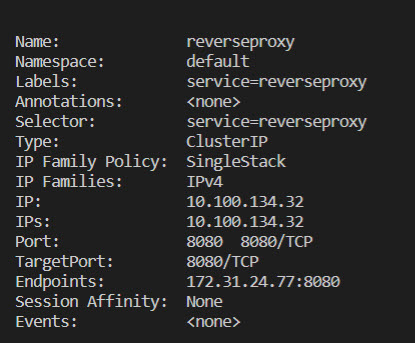 Name: reverseproxy
Namespace: default
Labels: service=reverseproxy
Annotations: <none>
Selector: service=reverseproxy
Type: ClusterIP
IP Family Policy: SingleStack
IP Families: IPv4
IP: 10.100.134.32
IPs: 10.100.134.32
Port: 8080 8080/TCP
TargetPort: 8080/TCP
Endpoints: 172.31.24.77:8080
Session Affinity: None
Events: <none>